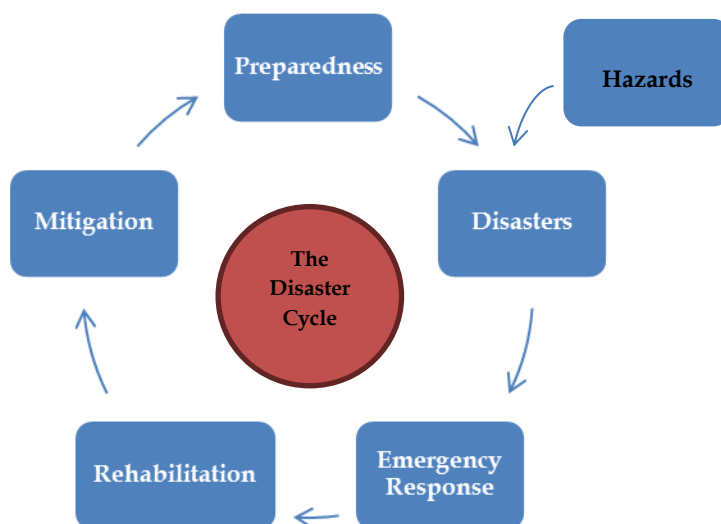 Preparedness
Hazards
Mitigation
Disasters
The
Disaster
Cycle
Rehabilitation
Emergency
Response